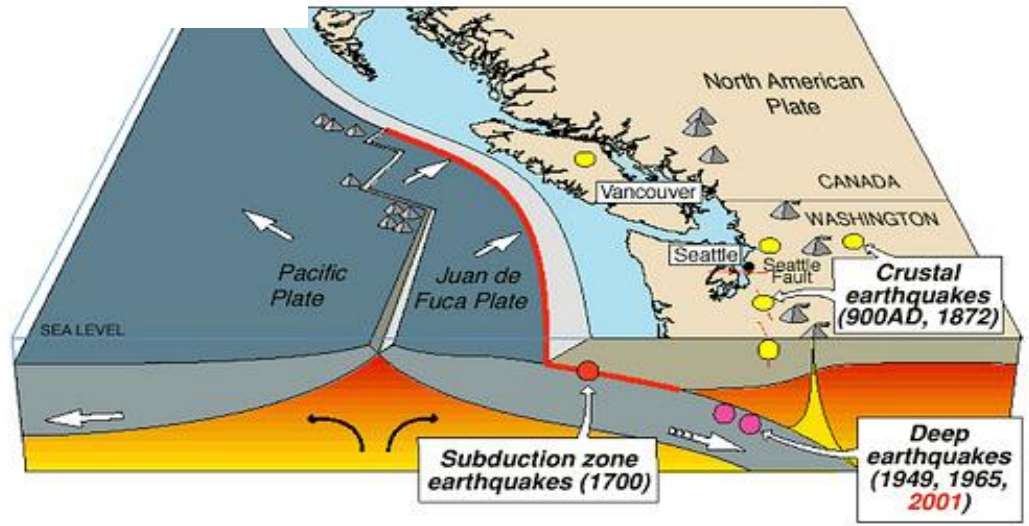 North American
Plate
CANADA
Vancouver
WASHINGTON
Seattle
Seattle
Fault
Pacific
Plate
Juan de
Fuca Plate
Crustal
earthquakes
(900AD, 1872)
SEA LEVEL
Subduction zone
earthquakes (1700)
Deep
earthquakes
(1949, 1965,
2001)